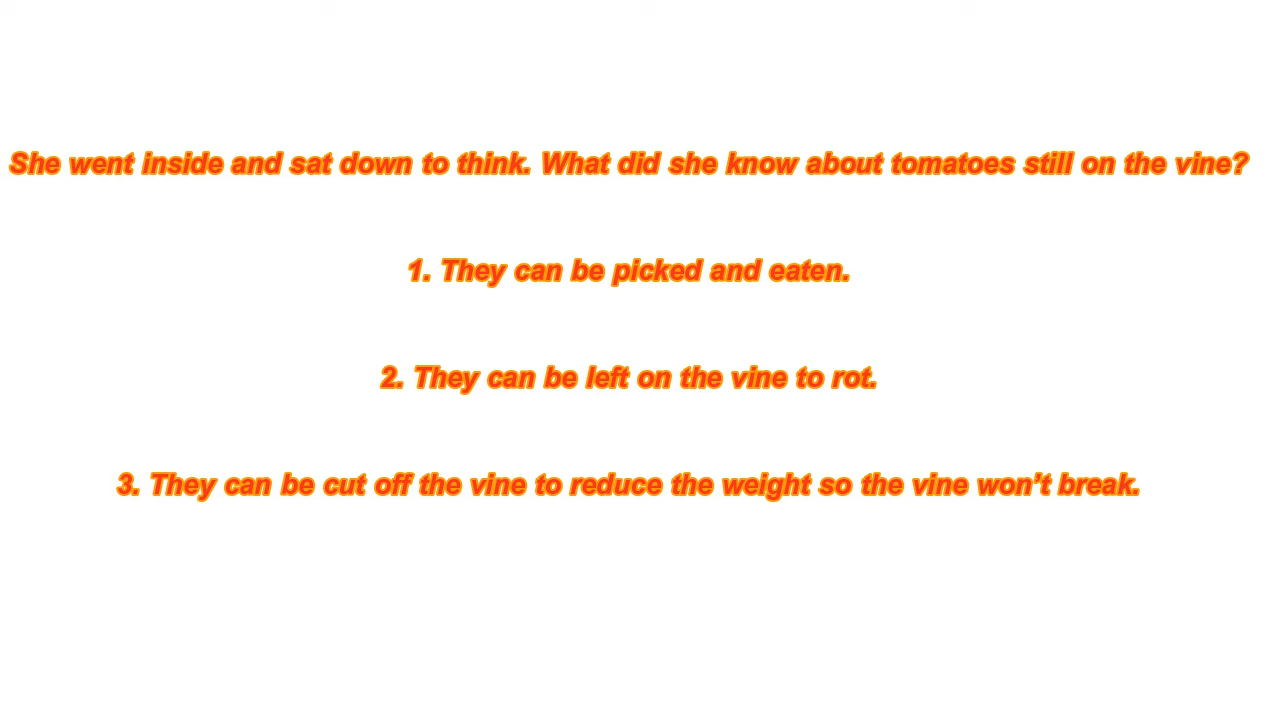 She went inside and sat down to think. What did she know about tomatoes still on the vine?
1. They can be picked and eaten.
2. They can be left on the vine to rot.
3. They can be cut off the vine to reduce the weight so the vine won’t break.